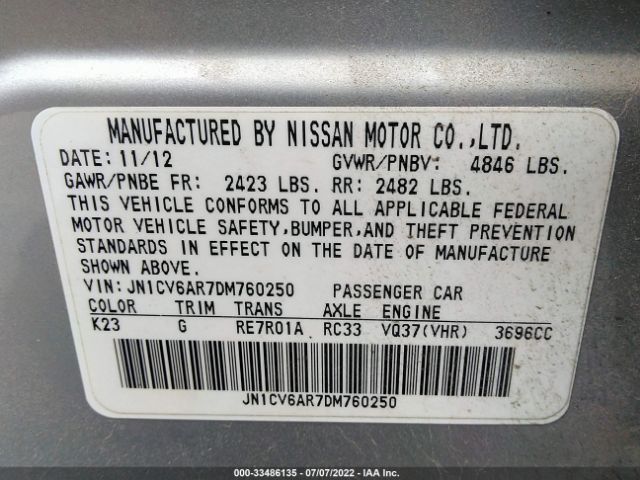 MANUFACTURED BY NISSAN MOTOR CO.,LTD.
DATE: 11/12 GVWR/PNBV: 4846 LBS.
GAWR/PNBE FR: 2423 LBS. RR: 2482 LBS.
THIS VEHICLE CONFORMS TO ALL APPLICABLE FEDERAL
MOTOR VEHICLE SAFETY,BUMPER,AND THEFT PREVENTION
STANDARDS IN EFFECT ON THE DATE OF MANUFACTURE
SHOWN ABOVE.
VIN: JN1CV6AR7DM760250 PASSENGER CAR
COLOR TRIM TRANS AXLE ENGINE
K23 G RE7R01A RC33 VQ37(VHR) 3696CC
JN1CV6AR7DM760250
000-33486135 - 07/07/2022 - IAA Inc.